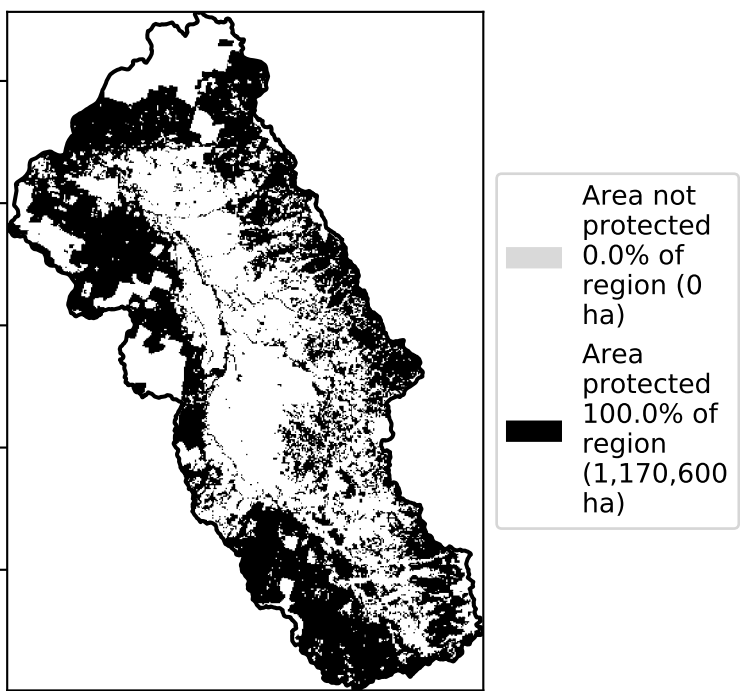 Area not
protected
0.0% of
region (0
ha)
Area
protected
100.0% of
region
(1,170,600
ha)